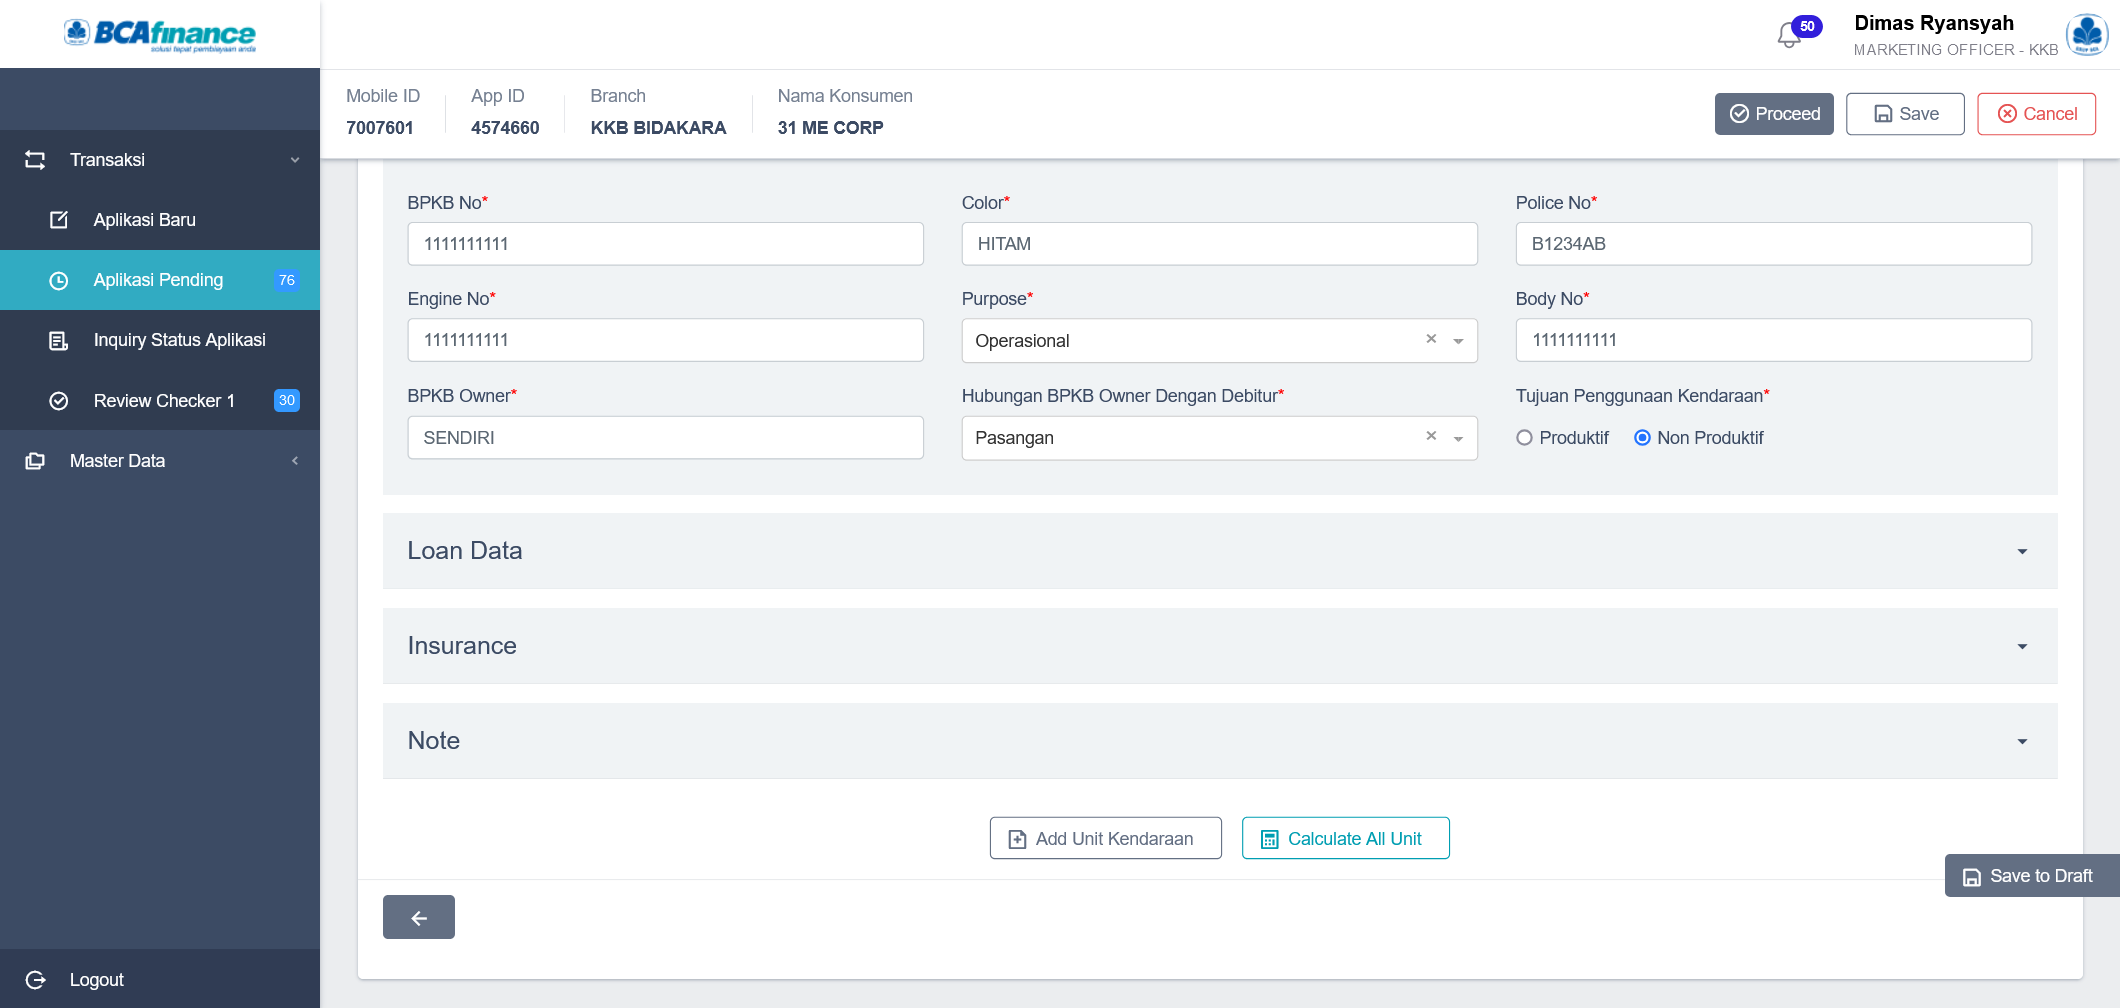 BCAfinance
solusi tepat pembiayaan anda
50
Dimas Ryansyah
MARKETING OFFICER - KKB
Mobile ID
7007601
App ID
4574660
Branch
KKB BIDAKARA
Nama Konsumen
31 ME CORP
Proceed
Save
Cancel
Transaksi
Aplikasi Baru
Aplikasi Pending 76
Inquiry Status Aplikasi
Review Checker 1 30
Master Data
Logout
BPKB No* Color* Police No*
1111111111 HITAM B1234AB
Engine No* Purpose* Body No*
1111111111 Operasional 1111111111
BPKB Owner* Hubungan BPKB Owner Dengan Debitur* Tujuan Penggunaan Kendaraan*
SENDIRI Pasangan Produktif Non Produktif
Loan Data
Insurance
Note
Add Unit Kendaraan Calculate All Unit
Save to Draft